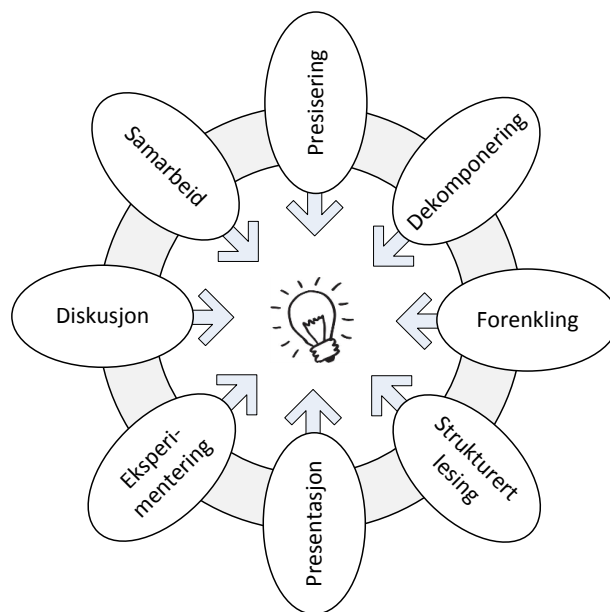 Presisering
Dekomponering
Forenkling
Strukturert
lesing
Presentasjon
Eksperi-
mentering
Diskusjon
Samarbeid